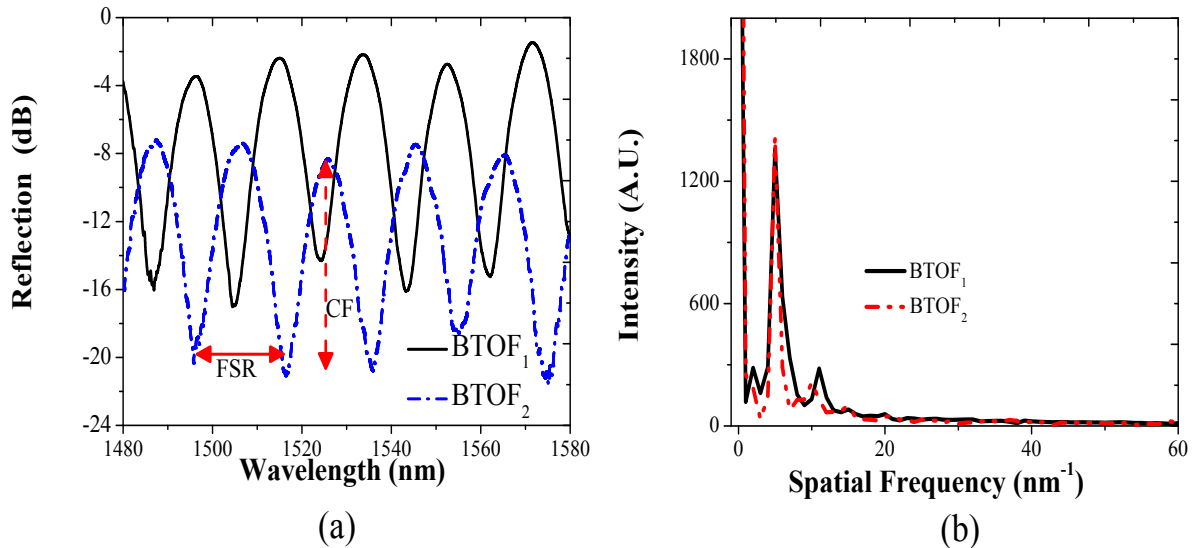 0
-4
-8
-12
-16
-20
-24
Reflection (dB)
CF
FSR
BTOF1
BTOF2
1480 1500 1520 1540 1560 1580
Wavelength (nm)
(a)
1800
1200
600
0
Intensity (A.U.)
BTOF1
BTOF2
0 20 40 60
Spatial Frequency (nm-1)
(b)